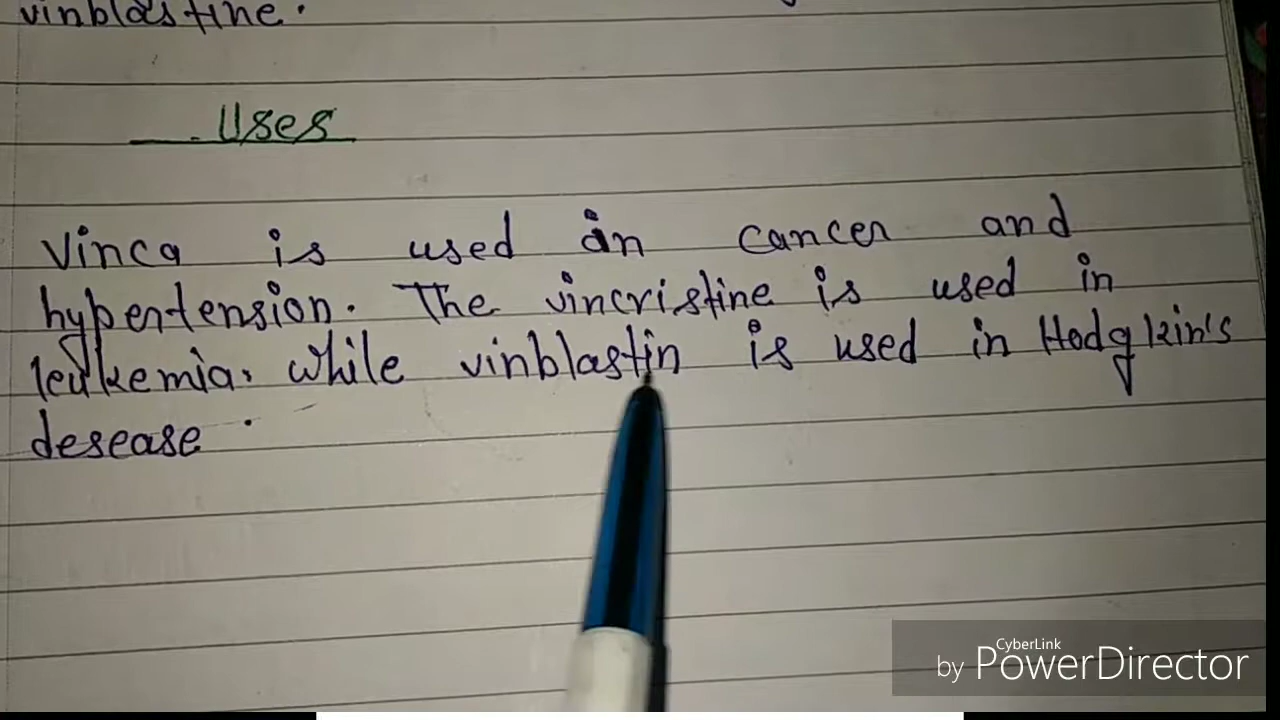 vinblastine.
Uses
Vinca is used in cancer and
hypertension. The vincristine is used in
leukemia. While vinblastin is used in Hodgkin's
desease.
CyberLink
by PowerDirector